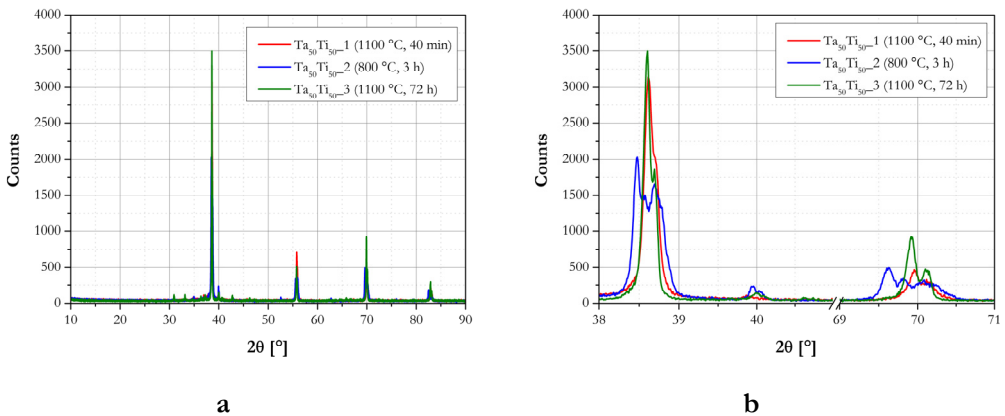 4000
3500
3000
2500
2000
1500
1000
500
0
Counts
10 20 30 40 50 60 70 80 90
2θ [°]
Ta50Ti50_1 (1100 °C, 40 min)
Ta50Ti50_2 (800 °C, 3 h)
Ta50Ti50_3 (1100 °C, 72 h)
a
4000
3500
3000
2500
2000
1500
1000
500
0
Counts
38 39 40 69 70 71
2θ [°]
Ta50Ti50_1 (1100 °C, 40 min)
Ta50Ti50_2 (800 °C, 3 h)
Ta50Ti50_3 (1100 °C, 72 h)
b